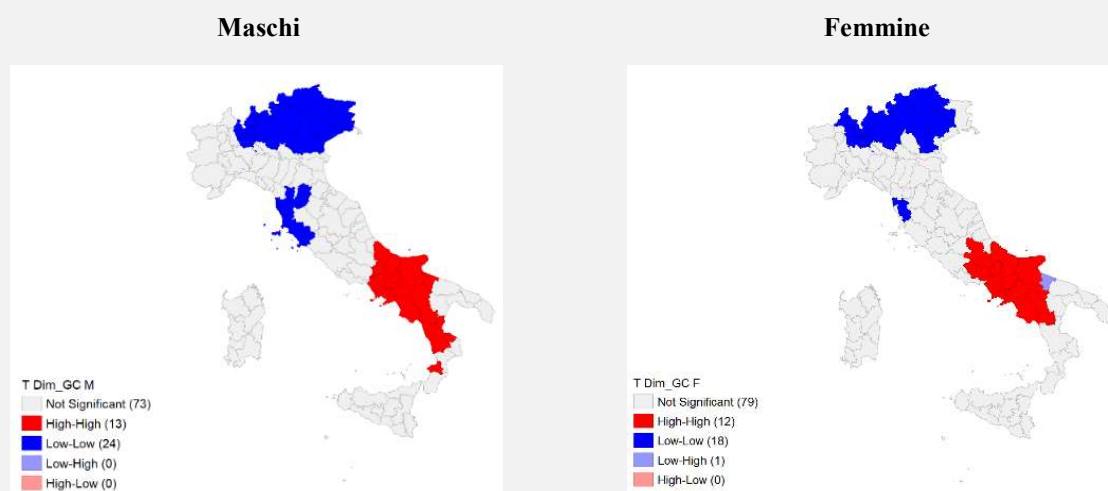 Maschi
Femmine
T Dim_GC M
Not Significant (73)
High-High (13)
Low-Low (24)
Low-High (0)
High-Low (0)
T Dim_GC F
Not Significant (79)
High-High (12)
Low-Low (18)
Low-High (1)
High-Low (0)